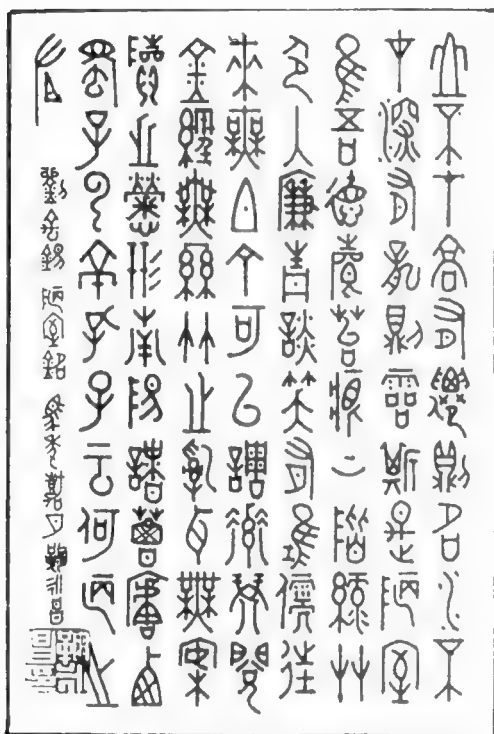 山不在高有僊則名水不
在深有龍則靈斯是陋室
惟吾德馨苔痕上階綠艸
色入簾青談笑有鴻儒往
來無白丁可以調素琴閱
金經無絲竹之亂耳無案
牘之勞形南陽諸葛廬西
蜀子雲亭孔子云何陋之
有
劉禹錫陋室銘